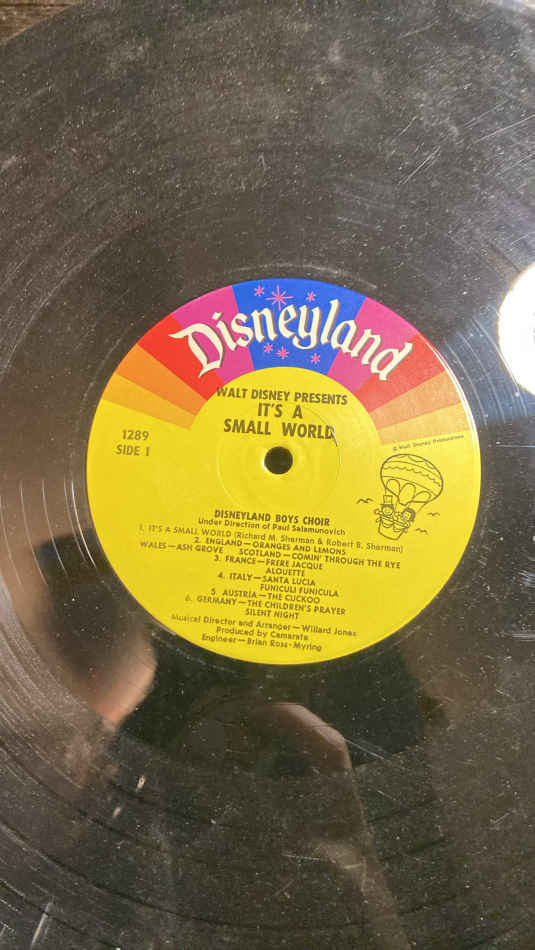 Disneyland
WALT DISNEY PRESENTS
IT'S A
SMALL WORLD
1289
SIDE 1
© Walt Disney Productions
DISNEYLAND BOYS CHOIR
Under Direction of Paul Salamunovich
1. IT'S A SMALL WORLD (Richard M. Sherman & Robert B. Sherman)
2. ENGLAND—ORANGES AND LEMONS
WALES—ASH GROVE SCOTLAND—COMIN' THROUGH THE RYE
3. FRANCE—FRERE JACQUE
ALOUETTE
4. ITALY—SANTA LUCIA
FUNICULI FUNICULA
5. AUSTRIA—THE CUCKOO
6. GERMANY—THE CHILDREN'S PRAYER
SILENT NIGHT
Musical Director and Arranger—Willard Jones
Produced by Camarata
Engineer—Brian Ross-Myring